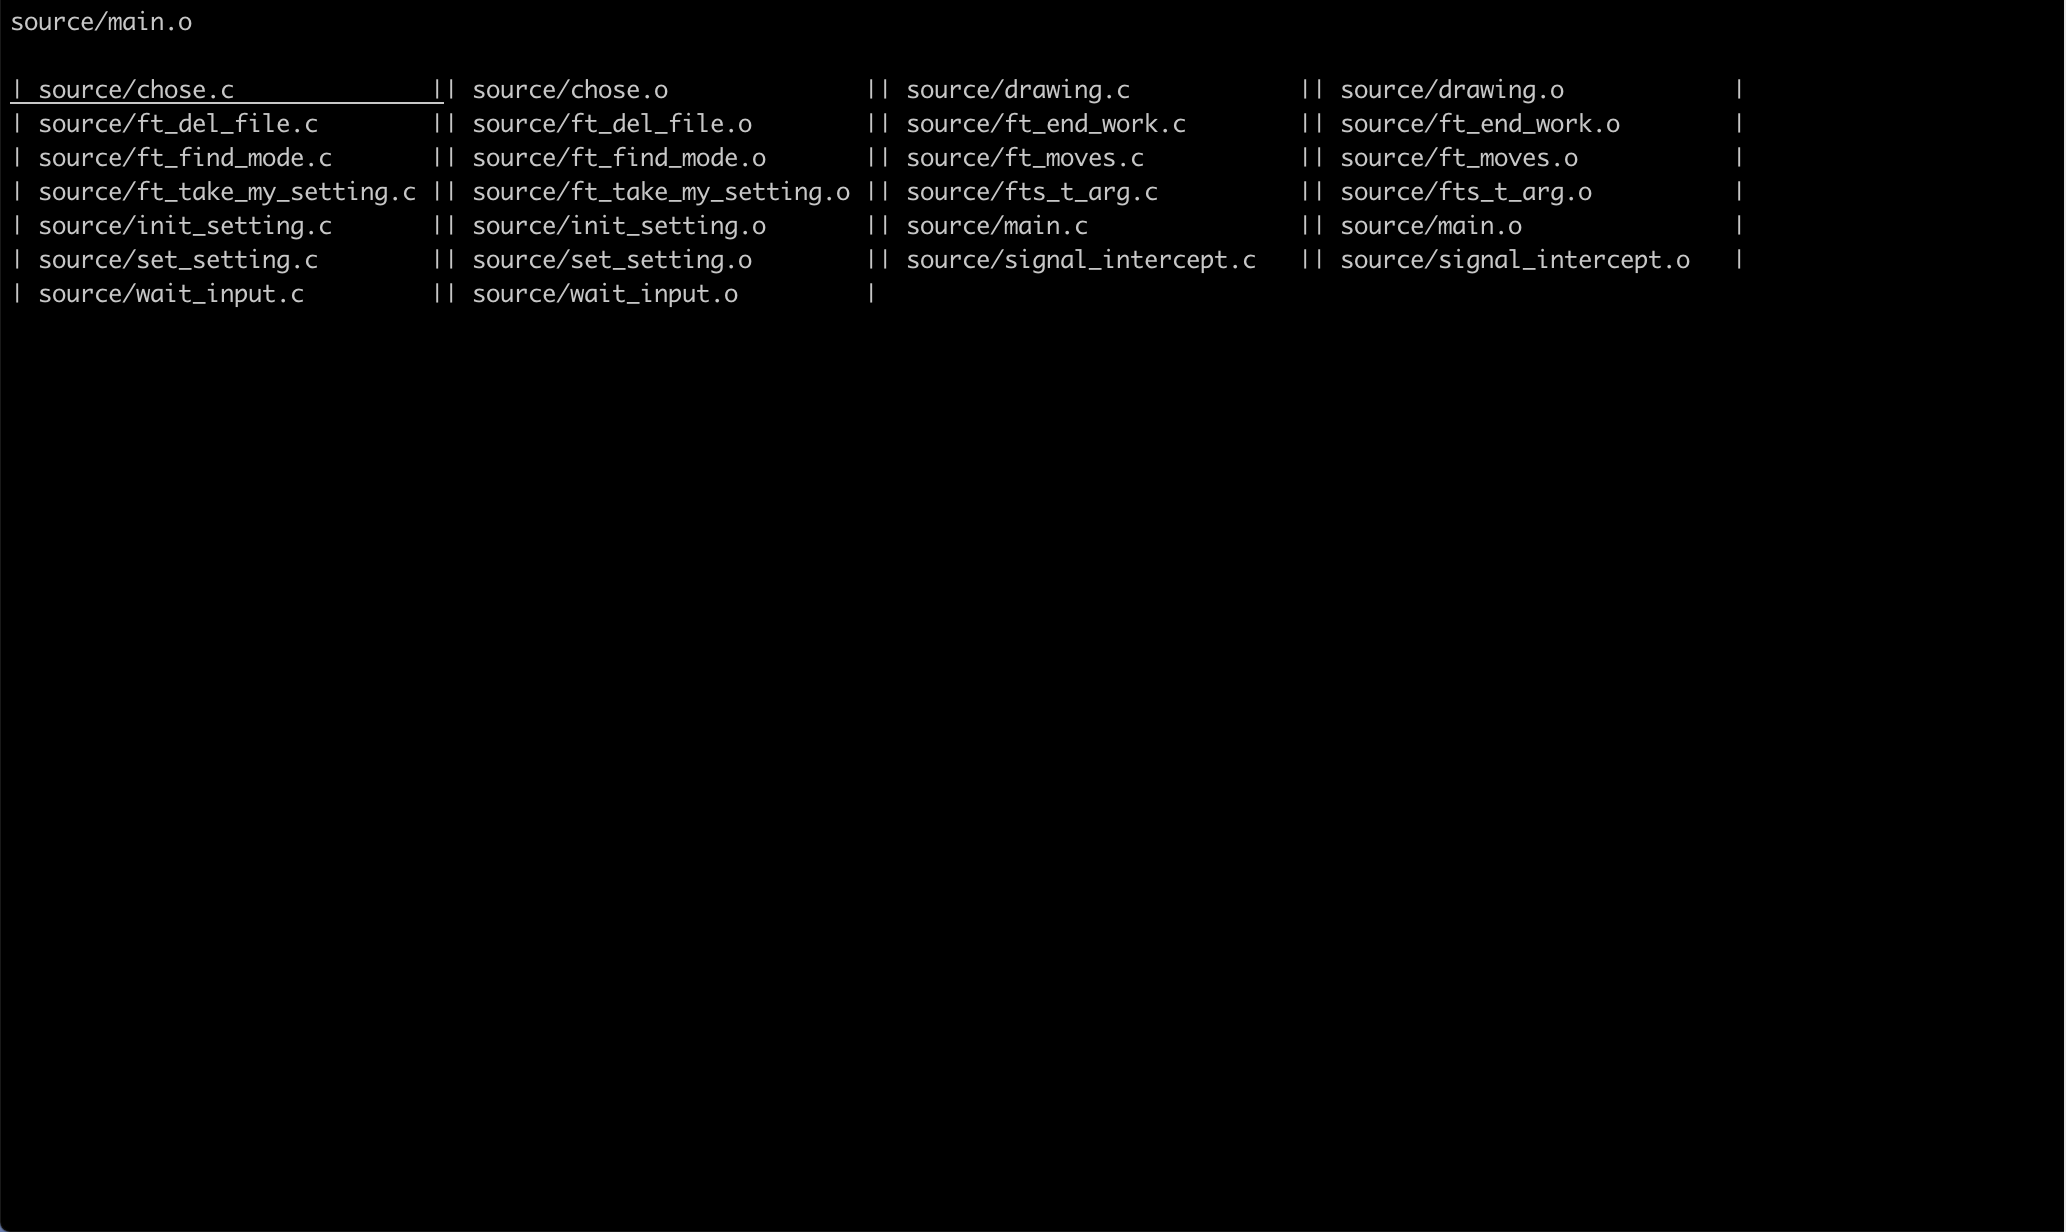 source/main.o
| source/chose.c || source/chose.o || source/drawing.c || source/drawing.o |
| source/ft_del_file.c || source/ft_del_file.o || source/ft_end_work.c || source/ft_end_work.o |
| source/ft_find_mode.c || source/ft_find_mode.o || source/ft_moves.c || source/ft_moves.o |
| source/ft_take_my_setting.c || source/ft_take_my_setting.o || source/fts_t_arg.c || source/fts_t_arg.o |
| source/init_setting.c || source/init_setting.o || source/main.c || source/main.o |
| source/set_setting.c || source/set_setting.o || source/signal_intercept.c || source/signal_intercept.o |
| source/wait_input.c || source/wait_input.o |